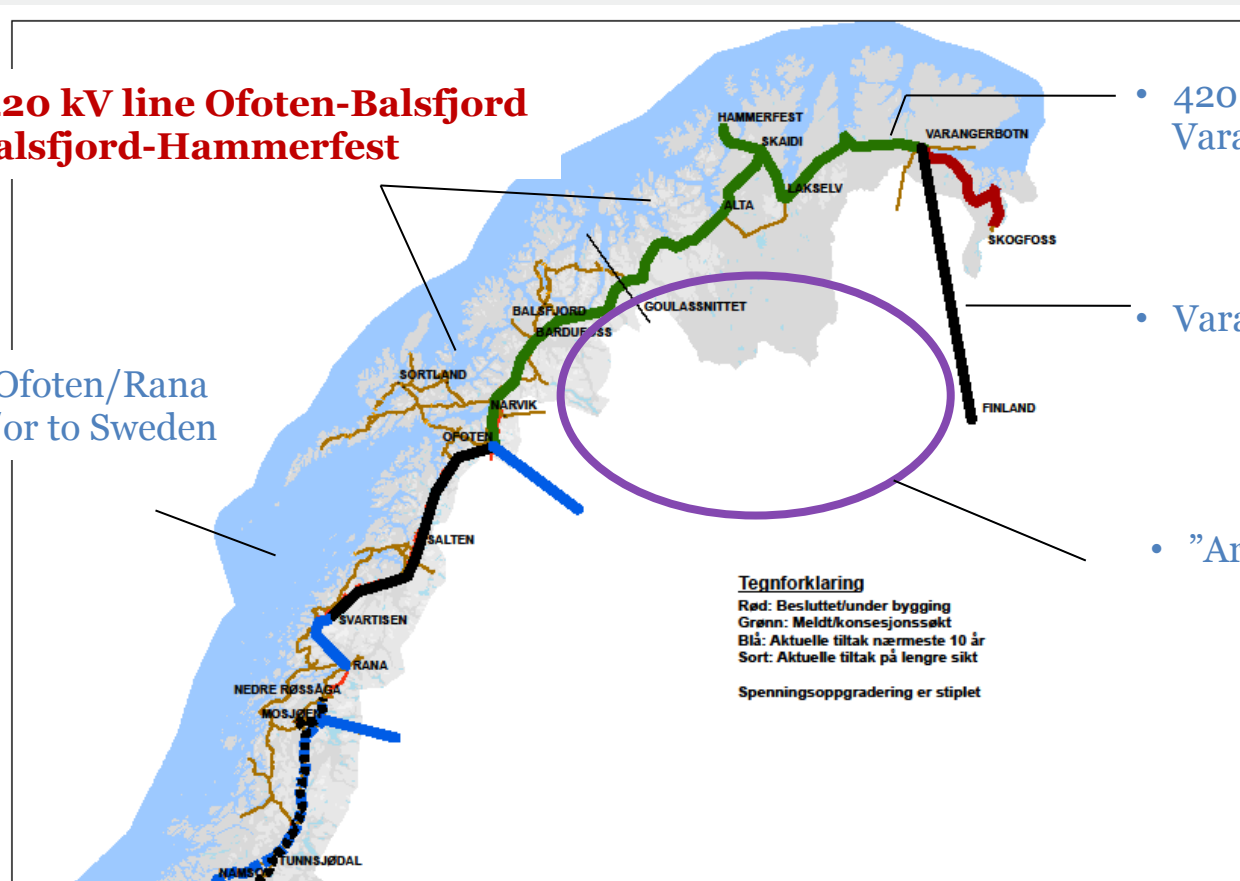 20 kV line Ofoten-Balsfjord
alsfjord-Hammerfest
• 420
Vara
HAMMERFEST
VARANGERBOTN
SKAIDI
LAKSELV
ALTA
SKOGFOSS
• Vara
GOULASSNITTET
BALSFJORD
BARDUFOSS
Ofoten/Rana
or to Sweden
SORTLAND
NARVIK
FINLAND
OFOTEN
SALTEN
• ”An
Tegnforklaring
Rød: Besluttet/under bygging
Grønn: Meldt/konsesjonssøkt
Blå: Aktuelle tiltak nærmeste 10 år
Sort: Aktuelle tiltak på lengre sikt
Spenningsoppgradering er stiplet
SVARTISEN
RANA
NEDRE RØSSÅGA
MOSJØEN
TUNNSJØDAL
NAMSO